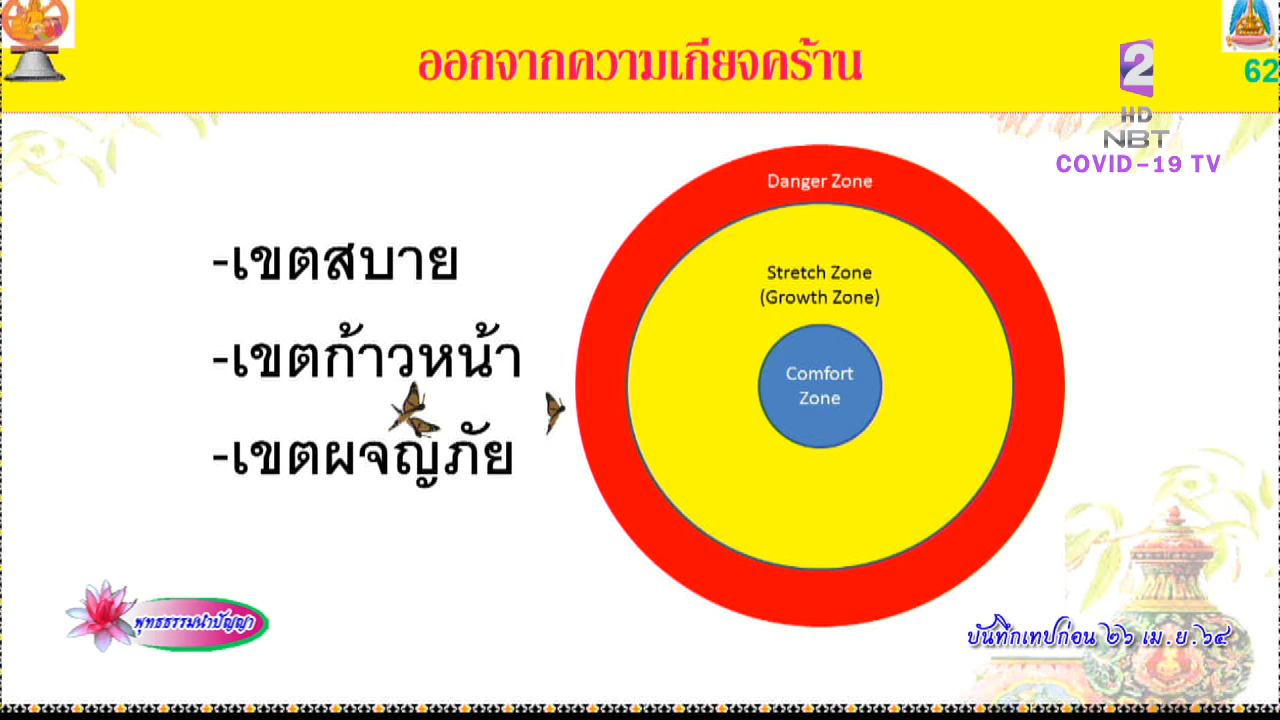 ออกจากความเกียจคร้าน
2
62
HD
NBT
COVID-19 TV
Danger Zone
-เขตสบาย
Stretch Zone
(Growth Zone)
-เขตก้าวหน้า
Comfort
Zone
-เขตผจญภัย
พุทธธรรมนำปัญญา
บันทึกเทปก่อน ๒๖ เม.ย.๖๔